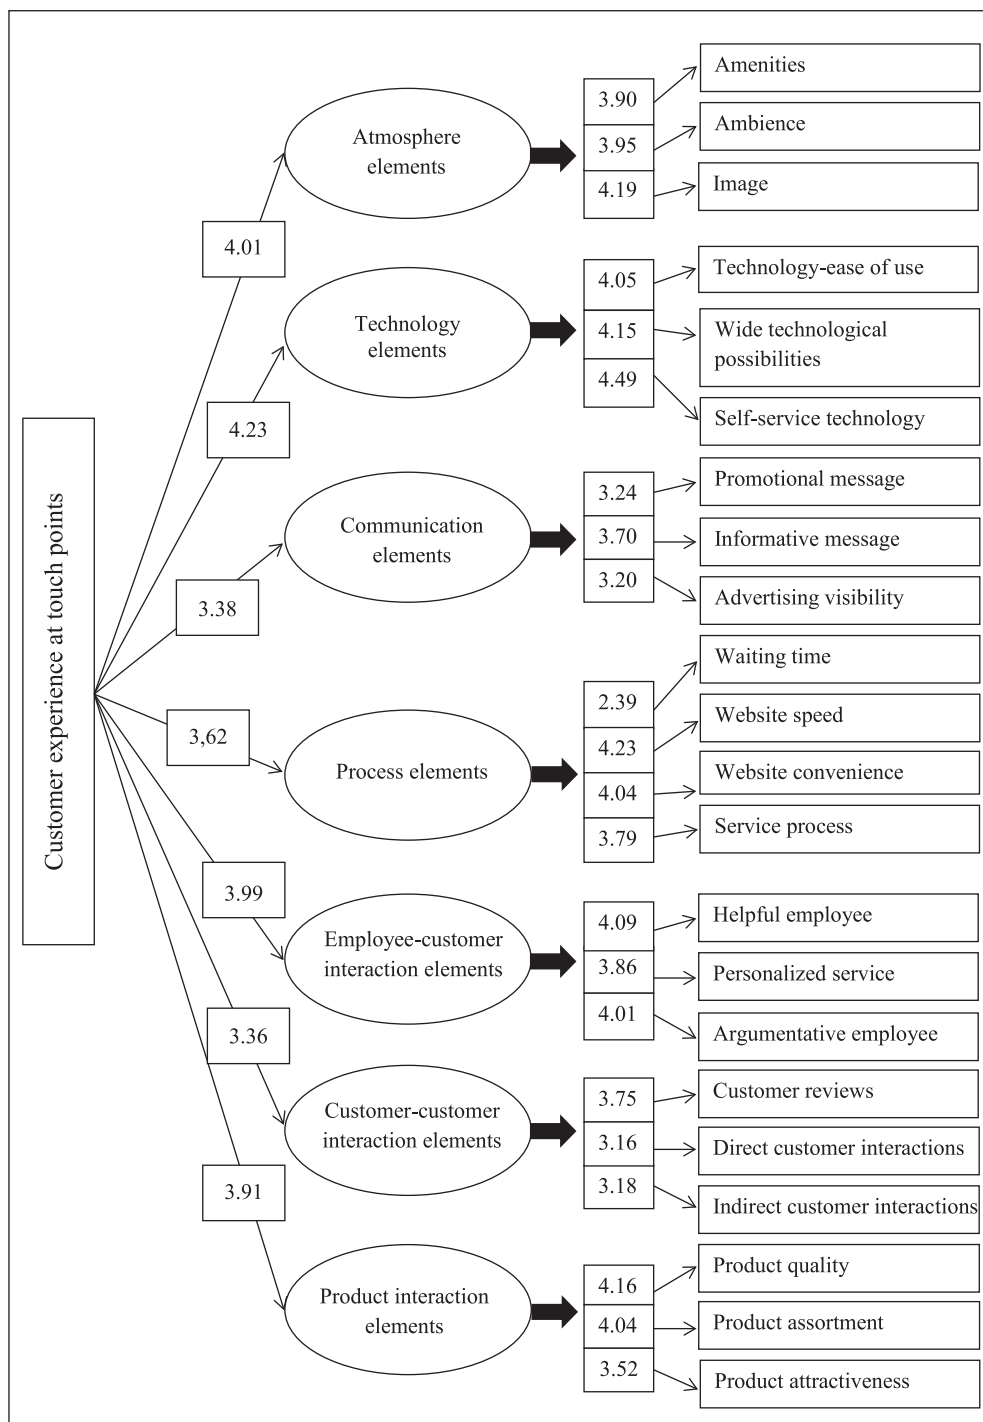 Customer experience at touch points
4.01
Atmosphere
elements
3.90
Amenities
3.95
Ambience
4.19
Image
4.23
Technology
elements
4.05
Technology-ease of use
4.15
Wide technological
possibilities
4.49
Self-service technology
3.38
Communication
elements
3.24
Promotional message
3.70
Informative message
3.20
Advertising visibility
3,62
Process elements
2.39
Waiting time
4.23
Website speed
4.04
Website convenience
3.79
Service process
3.99
Employee-customer
interaction elements
4.09
Helpful employee
3.86
Personalized service
4.01
Argumentative employee
3.36
Customer-customer
interaction elements
3.75
Customer reviews
3.16
Direct customer interactions
3.18
Indirect customer interactions
3.91
Product interaction
elements
4.16
Product quality
4.04
Product assortment
3.52
Product attractiveness